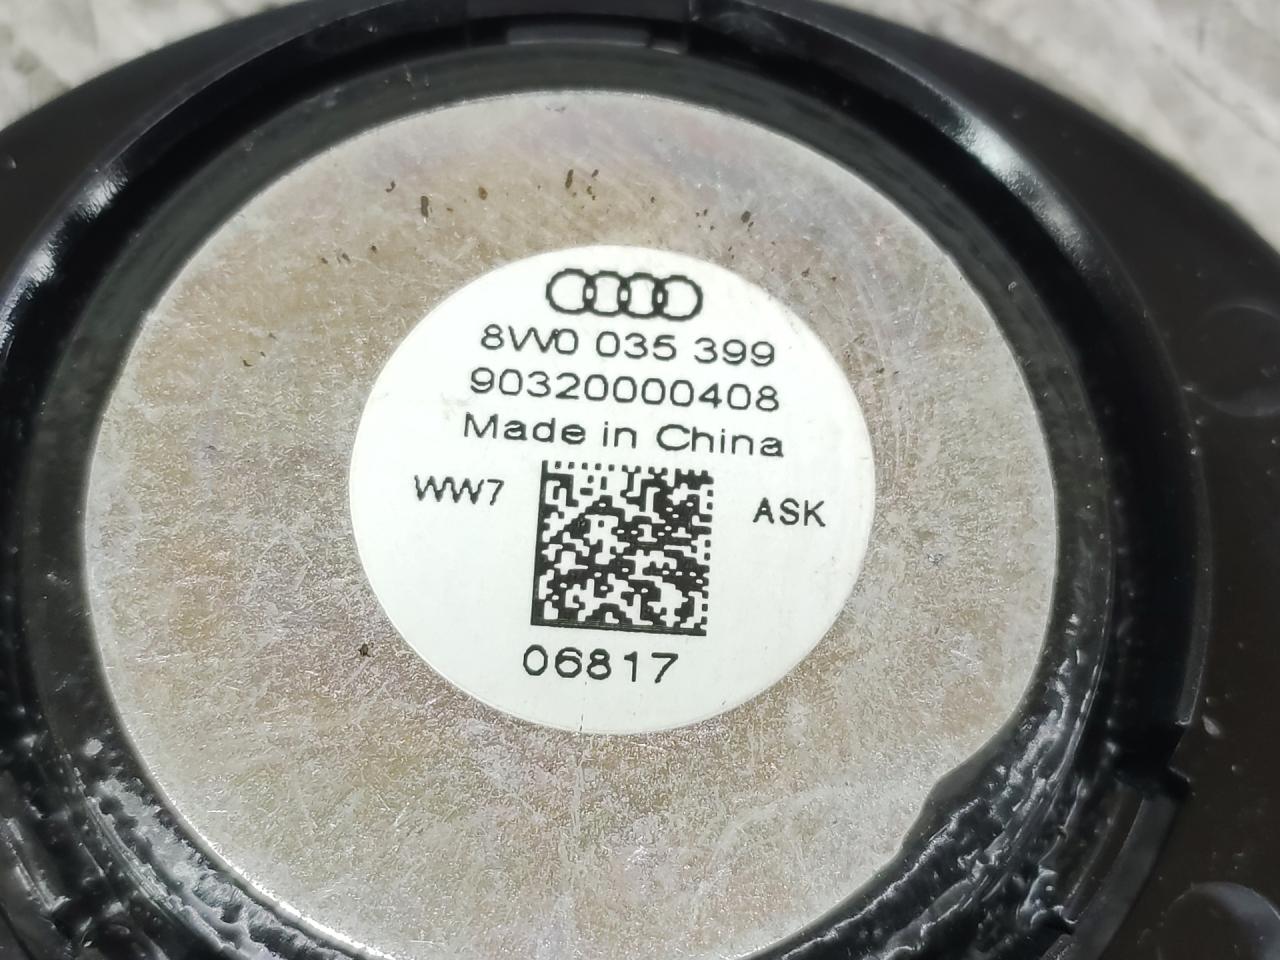 8W0 035 399
90320000408
Made in China
WW7
ASK
06817